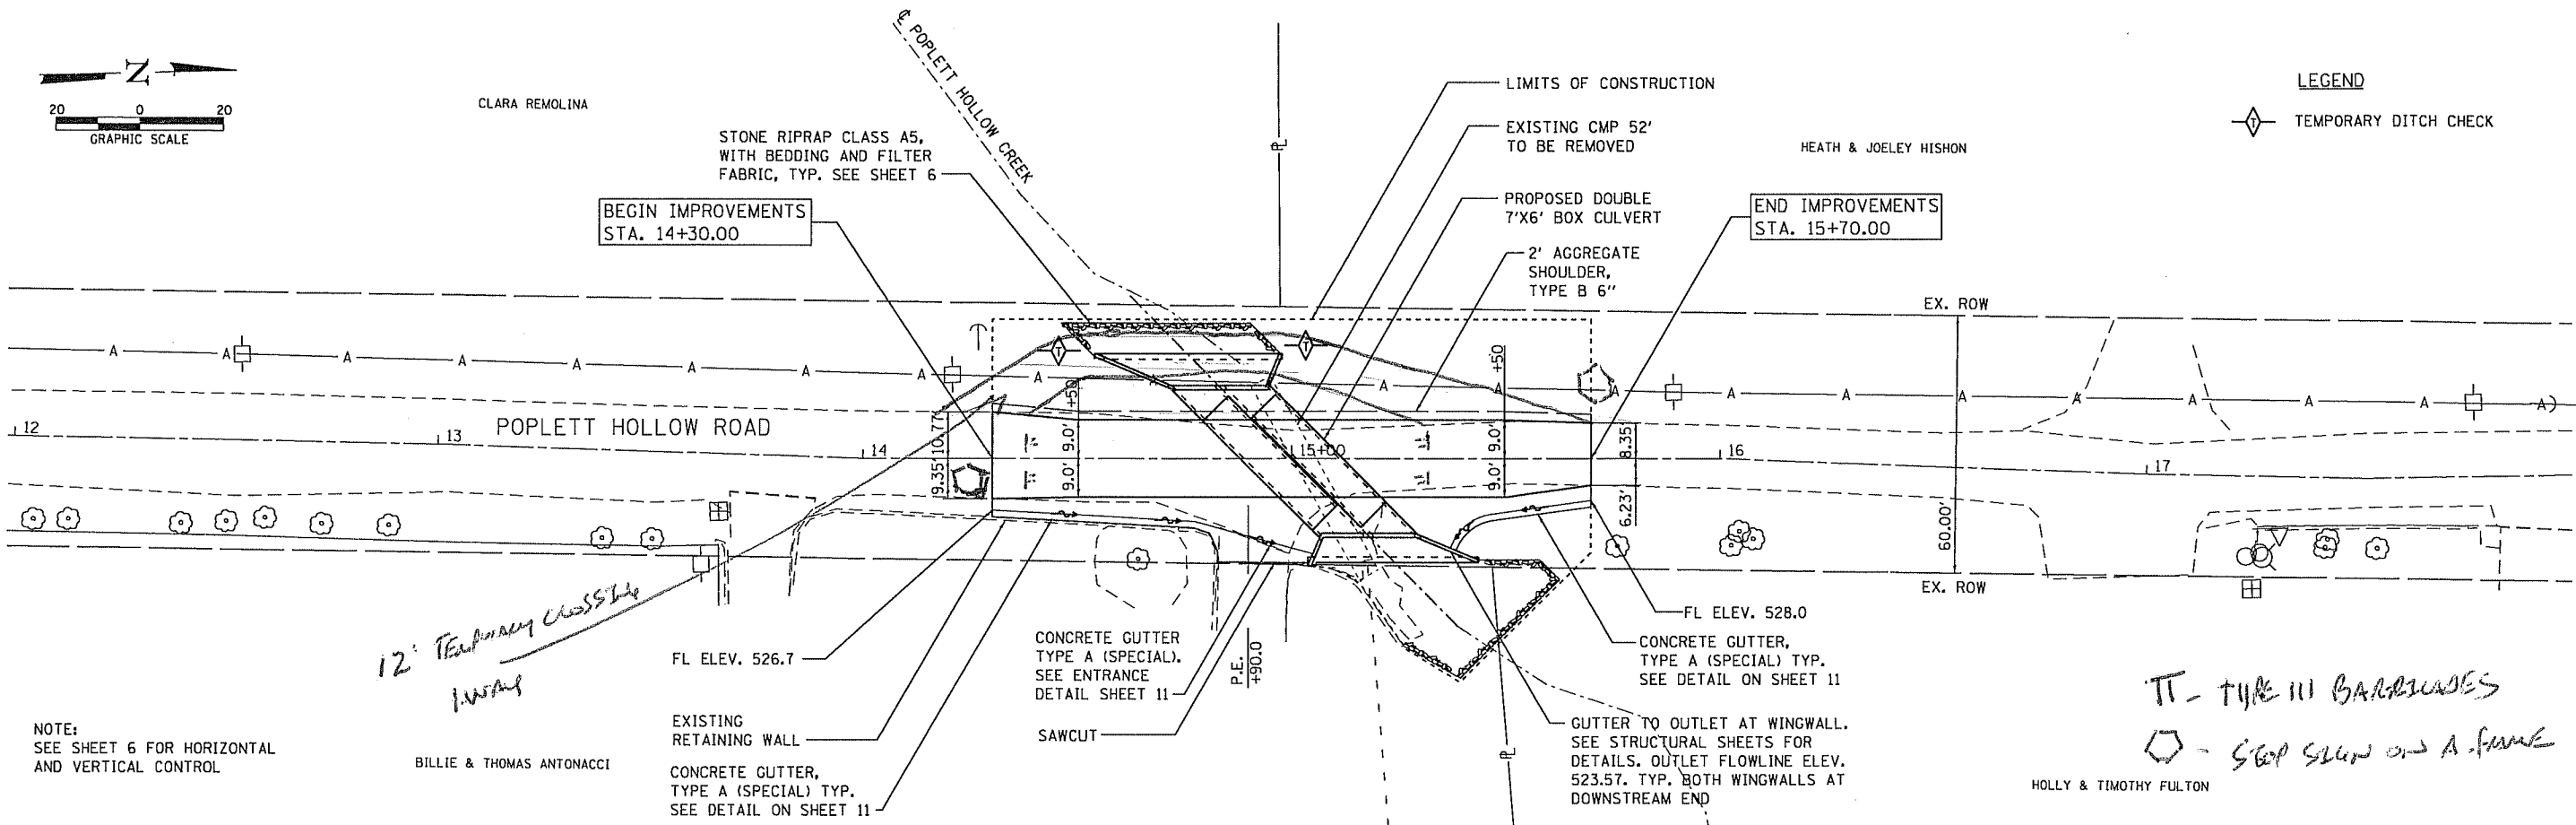 N
20 0 20
GRAPHIC SCALE
CLARA REMOLINA
℄ POPLETT HOLLOW CREEK
STONE RIPRAP CLASS A5,
WITH BEDDING AND FILTER
FABRIC, TYP. SEE SHEET 6
BEGIN IMPROVEMENTS
STA. 14+30.00
LIMITS OF CONSTRUCTION
EXISTING CMP 52'
TO BE REMOVED
PROPOSED DOUBLE
7'X6' BOX CULVERT
2' AGGREGATE
SHOULDER,
TYPE B 6"
HEATH & JOELEY HISHON
END IMPROVEMENTS
STA. 15+70.00
LEGEND
T TEMPORARY DITCH CHECK
PL
EX. ROW
A A A A A A A A A A A A A A A A A A A A A)
T T
+50 +50
12 13 POPLETT HOLLOW ROAD 14 15+00 16 17
9.35' 10.77'
9.0' 9.0'
9.0' 9.0'
6.23' 8.35'
60.00'
EX. ROW
12' TEMPORARY CROSSING
1 WAY
FL ELEV. 526.7
EXISTING
RETAINING WALL
CONCRETE GUTTER,
TYPE A (SPECIAL) TYP.
SEE DETAIL ON SHEET 11
CONCRETE GUTTER
TYPE A (SPECIAL).
SEE ENTRANCE
DETAIL SHEET 11
SAWCUT
P.E.
+90.0
FL ELEV. 528.0
CONCRETE GUTTER,
TYPE A (SPECIAL) TYP.
SEE DETAIL ON SHEET 11
GUTTER TO OUTLET AT WINGWALL.
SEE STRUCTURAL SHEETS FOR
DETAILS. OUTLET FLOWLINE ELEV.
523.57. TYP. BOTH WINGWALLS AT
DOWNSTREAM END
PL
NOTE:
SEE SHEET 6 FOR HORIZONTAL
AND VERTICAL CONTROL
BILLIE & THOMAS ANTONACCI
- TYPE III BARRICADES
- STOP SIGN ON A-FRAME
HOLLY & TIMOTHY FULTON